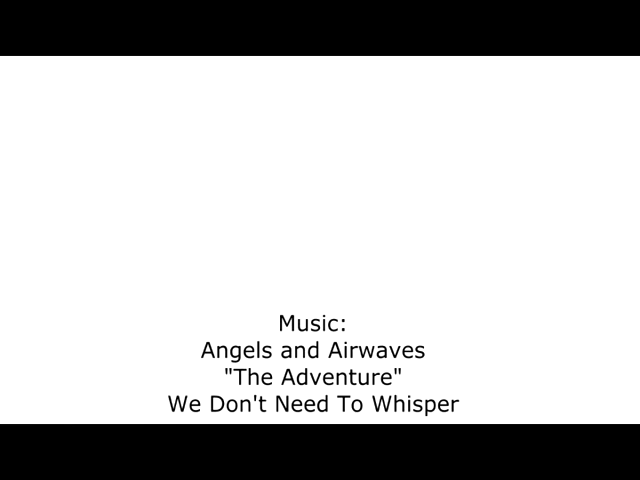 Music:
Angels and Airwaves
"The Adventure"
We Don't Need To Whisper